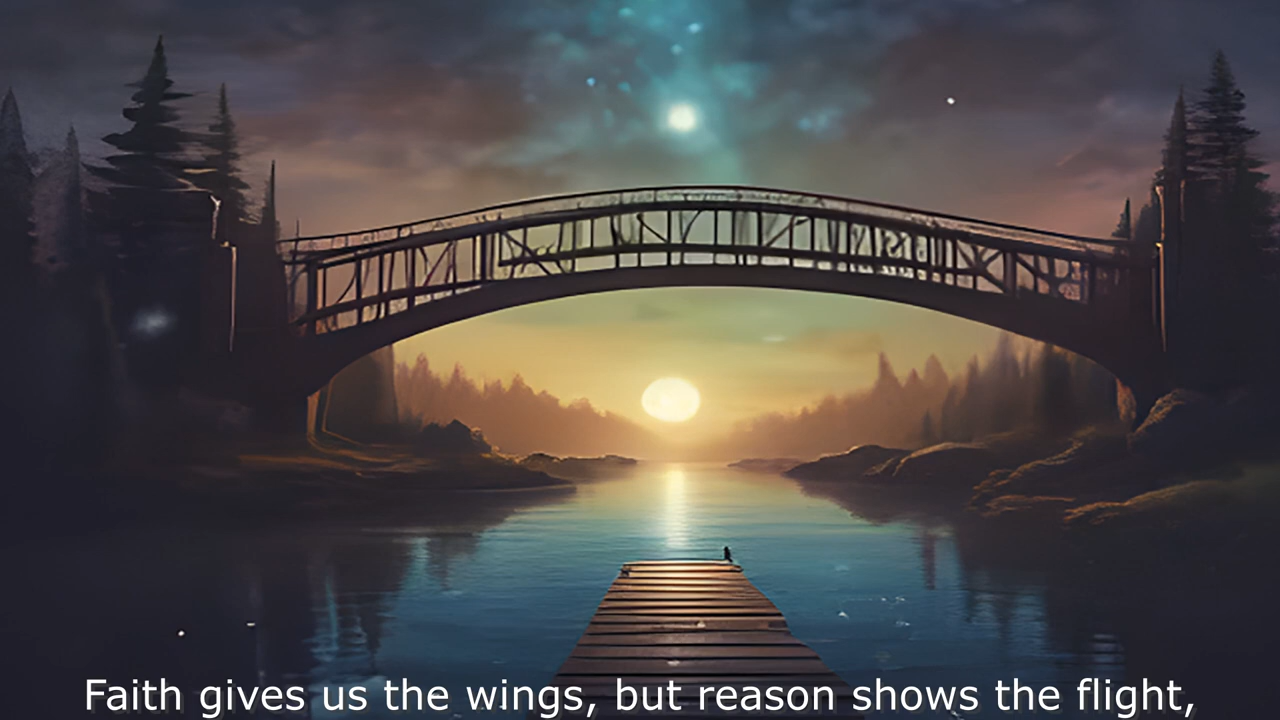 Faith gives us the wings, but reason shows the flight,